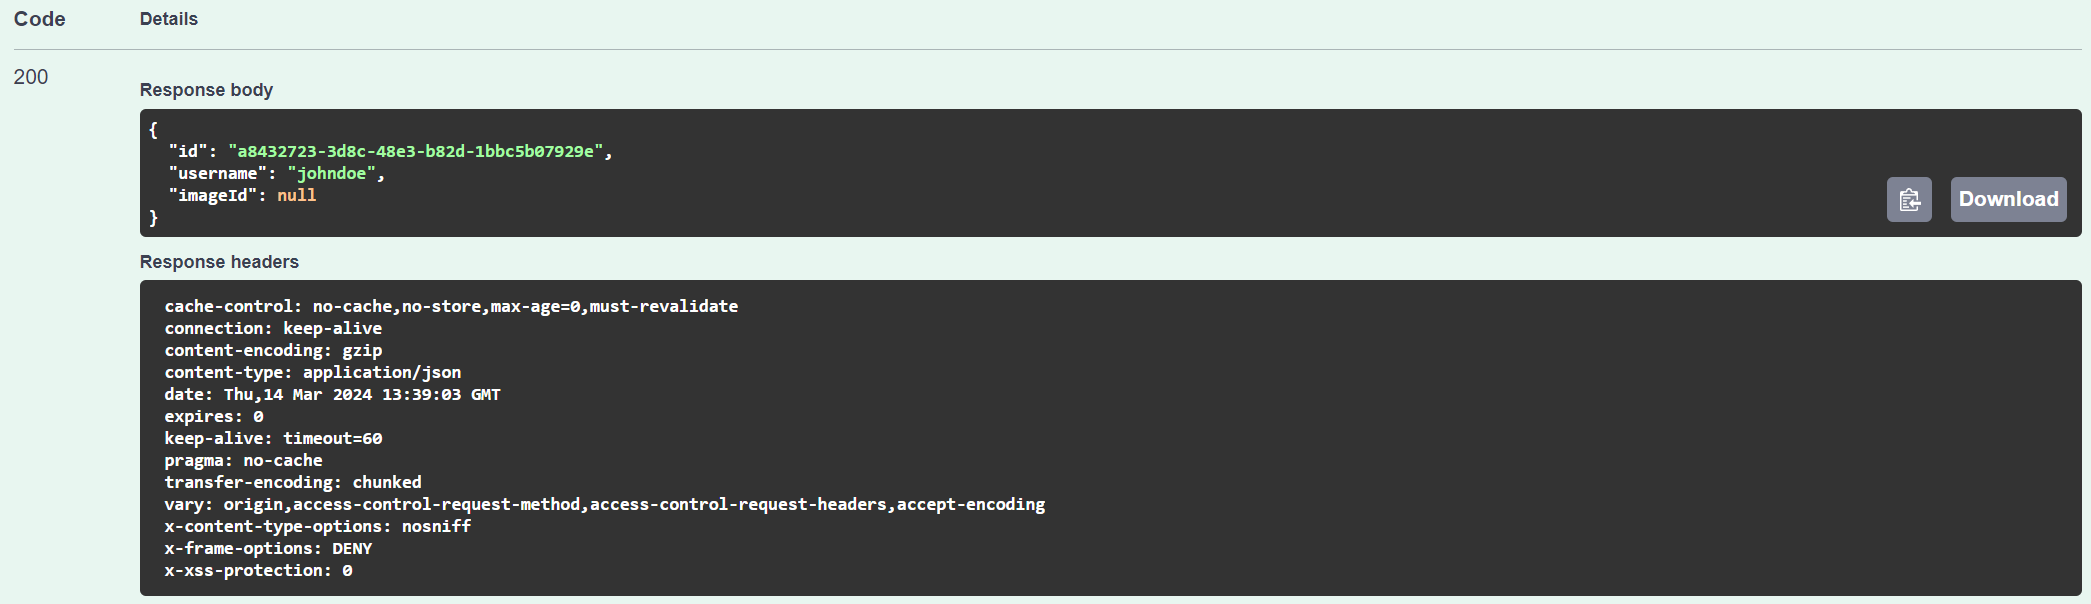 Code Details
200
Response body
{
  "id": "a8432723-3d8c-48e3-b82d-1bbc5b07929e",
  "username": "johndoe",
  "imageId": null
}
Download
Response headers
cache-control: no-cache,no-store,max-age=0,must-revalidate
connection: keep-alive
content-encoding: gzip
content-type: application/json
date: Thu,14 Mar 2024 13:39:03 GMT
expires: 0
keep-alive: timeout=60
pragma: no-cache
transfer-encoding: chunked
vary: origin,access-control-request-method,access-control-request-headers,accept-encoding
x-content-type-options: nosniff
x-frame-options: DENY
x-xss-protection: 0